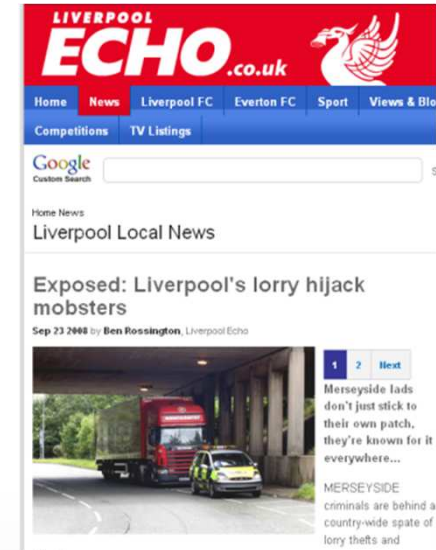 LIVERPOOL
ECHO.co.uk
Home News Liverpool FC Everton FC Sport Views & Blo
Competitions TV Listings
Google
Custom Search
Home News
Liverpool Local News
Exposed: Liverpool's lorry hijack
mobsters
Sep 23 2008 by Ben Rossington, Liverpool Echo
1 2 Next
Merseyside lads
don't just stick to
their own patch,
they're known for it
everywhere...
MERSEYSIDE
criminals are behind a
country-wide spate of
lorry thefts and